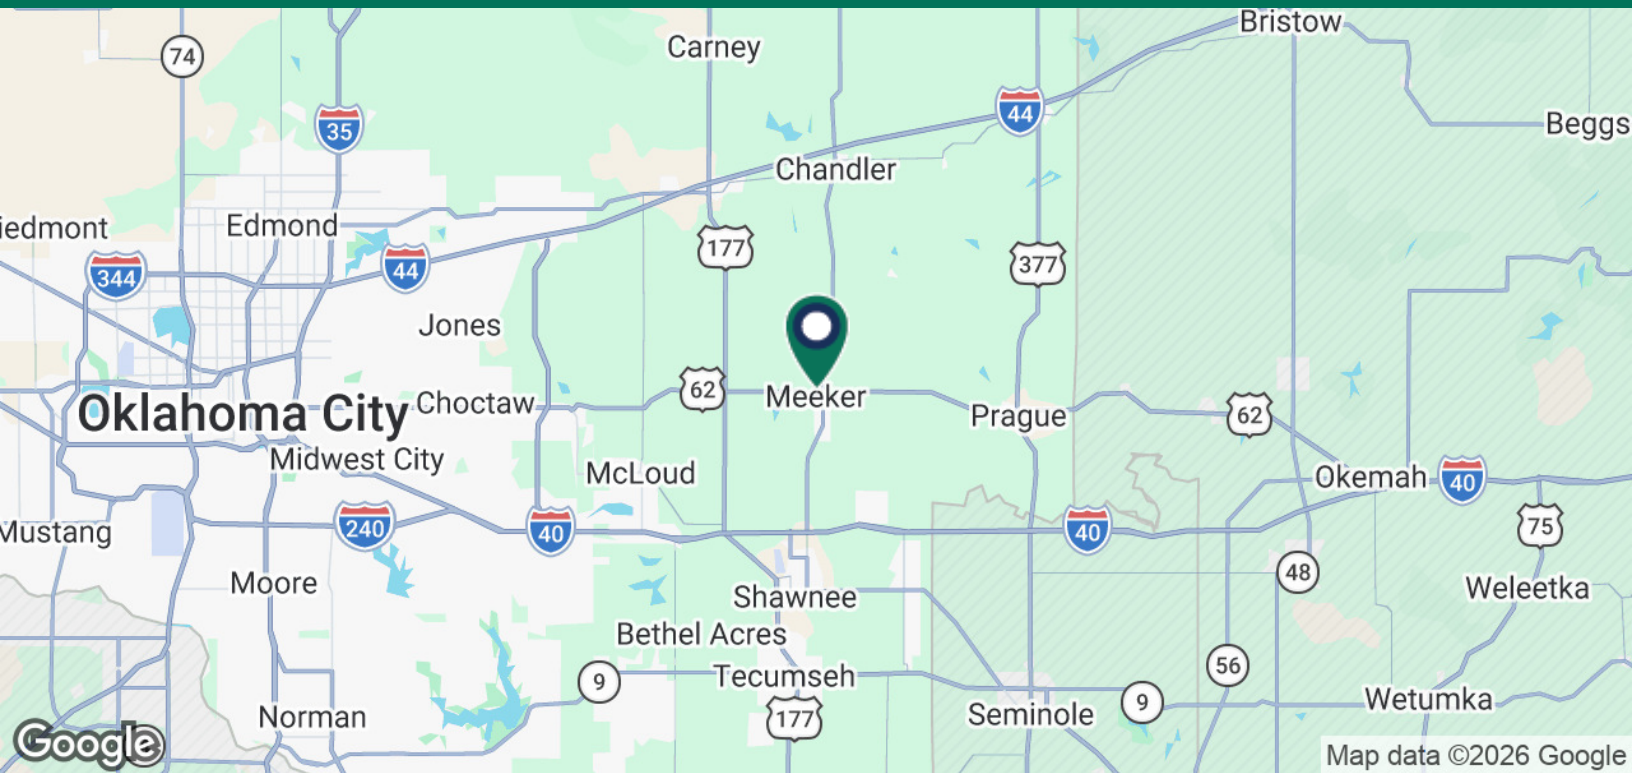 Bristow
Carney
74
44
35
Beggs
Chandler
iedmont
Edmond
177
377
44
344
Jones
62
Meeker
Choctaw
Oklahoma City
Prague
62
Midwest City
McLoud
Okemah
40
240
40
40
75
Mustang
48
Moore
Weleetka
Shawnee
Bethel Acres
56
Tecumseh
9
9
Wetumka
Norman
177
Seminole
Google
Map data ©2026 Google